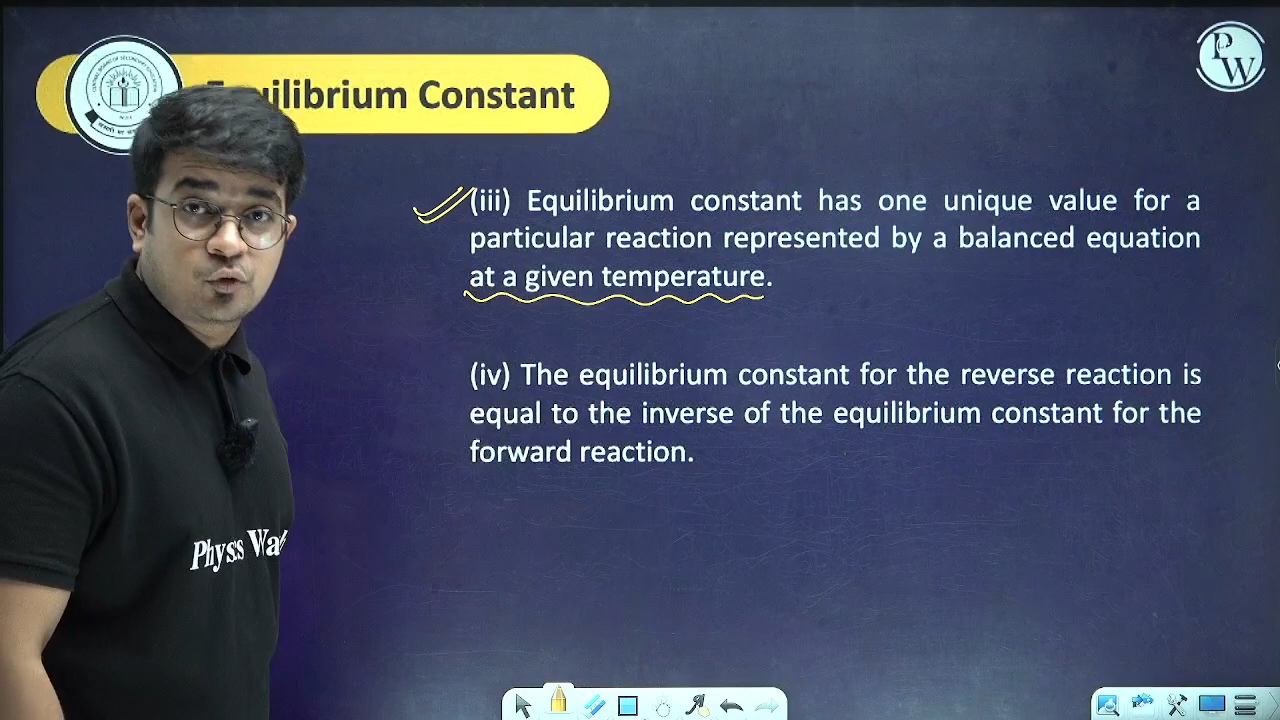 Equilibrium Constant
PW
(iii) Equilibrium constant has one unique value for a
particular reaction represented by a balanced equation
at a given temperature.
(iv) The equilibrium constant for the reverse reaction is
equal to the inverse of the equilibrium constant for the
forward reaction.
Physics Wal